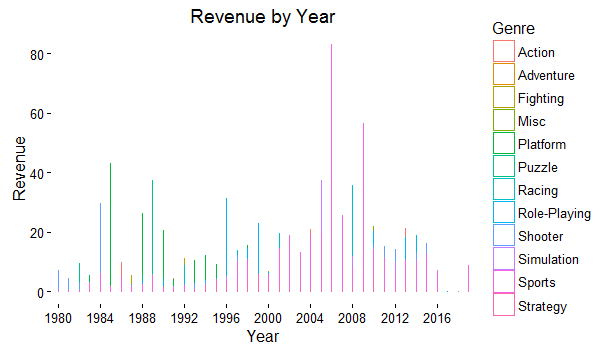 Revenue by Year
Revenue
80
60
40
20
0
1980 1984 1988 1992 1996 2000 2004 2008 2012 2016
Year
Genre
Action
Adventure
Fighting
Misc
Platform
Puzzle
Racing
Role-Playing
Shooter
Simulation
Sports
Strategy